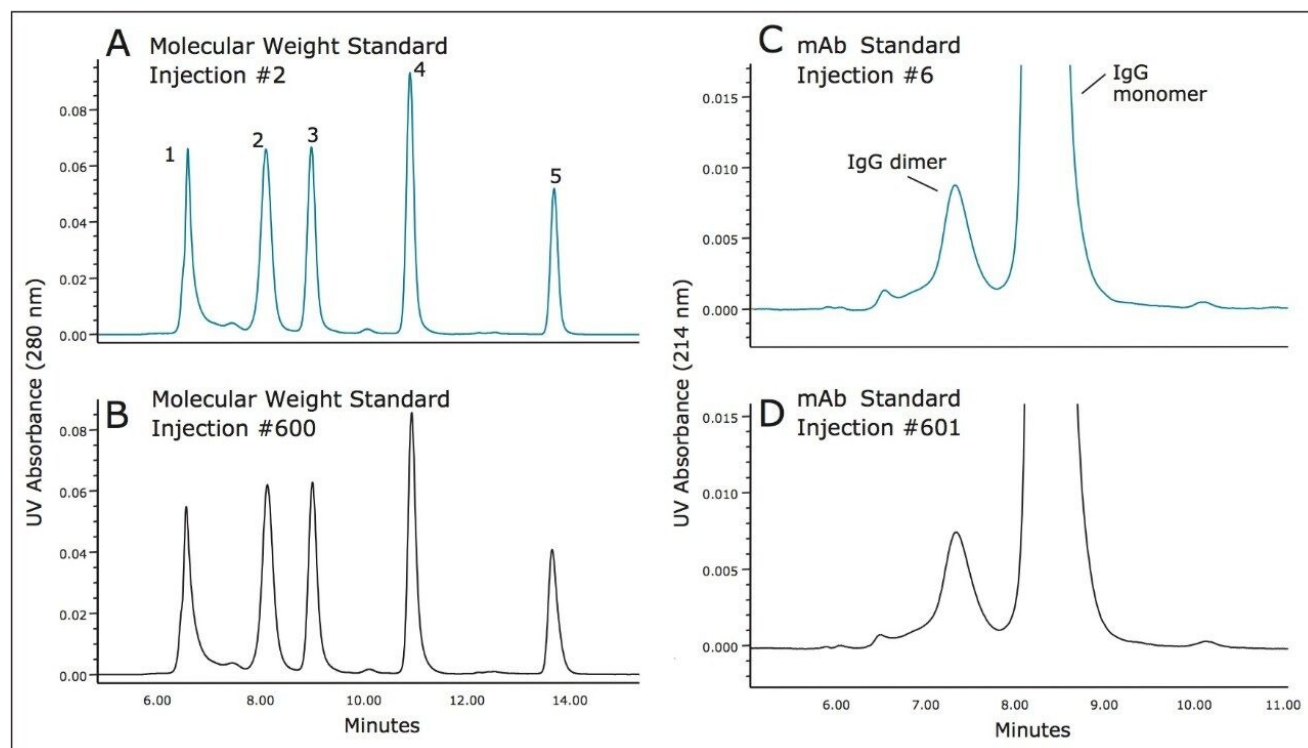 A
Molecular Weight Standard
Injection #2
1
2
3
4
5
0.08
0.06
0.04
0.02
0.00
UV Absorbance (280 nm)
B
Molecular Weight Standard
Injection #600
0.08
0.06
0.04
0.02
0.00
6.00
8.00
10.00
12.00
14.00
Minutes
C
mAb Standard
Injection #6
IgG
monomer
IgG dimer
0.015
0.010
0.005
0.000
UV Absorbance (214 nm)
D
mAb Standard
Injection #601
0.015
0.010
0.005
0.000
6.00
7.00
8.00
9.00
10.00
11.00
Minutes